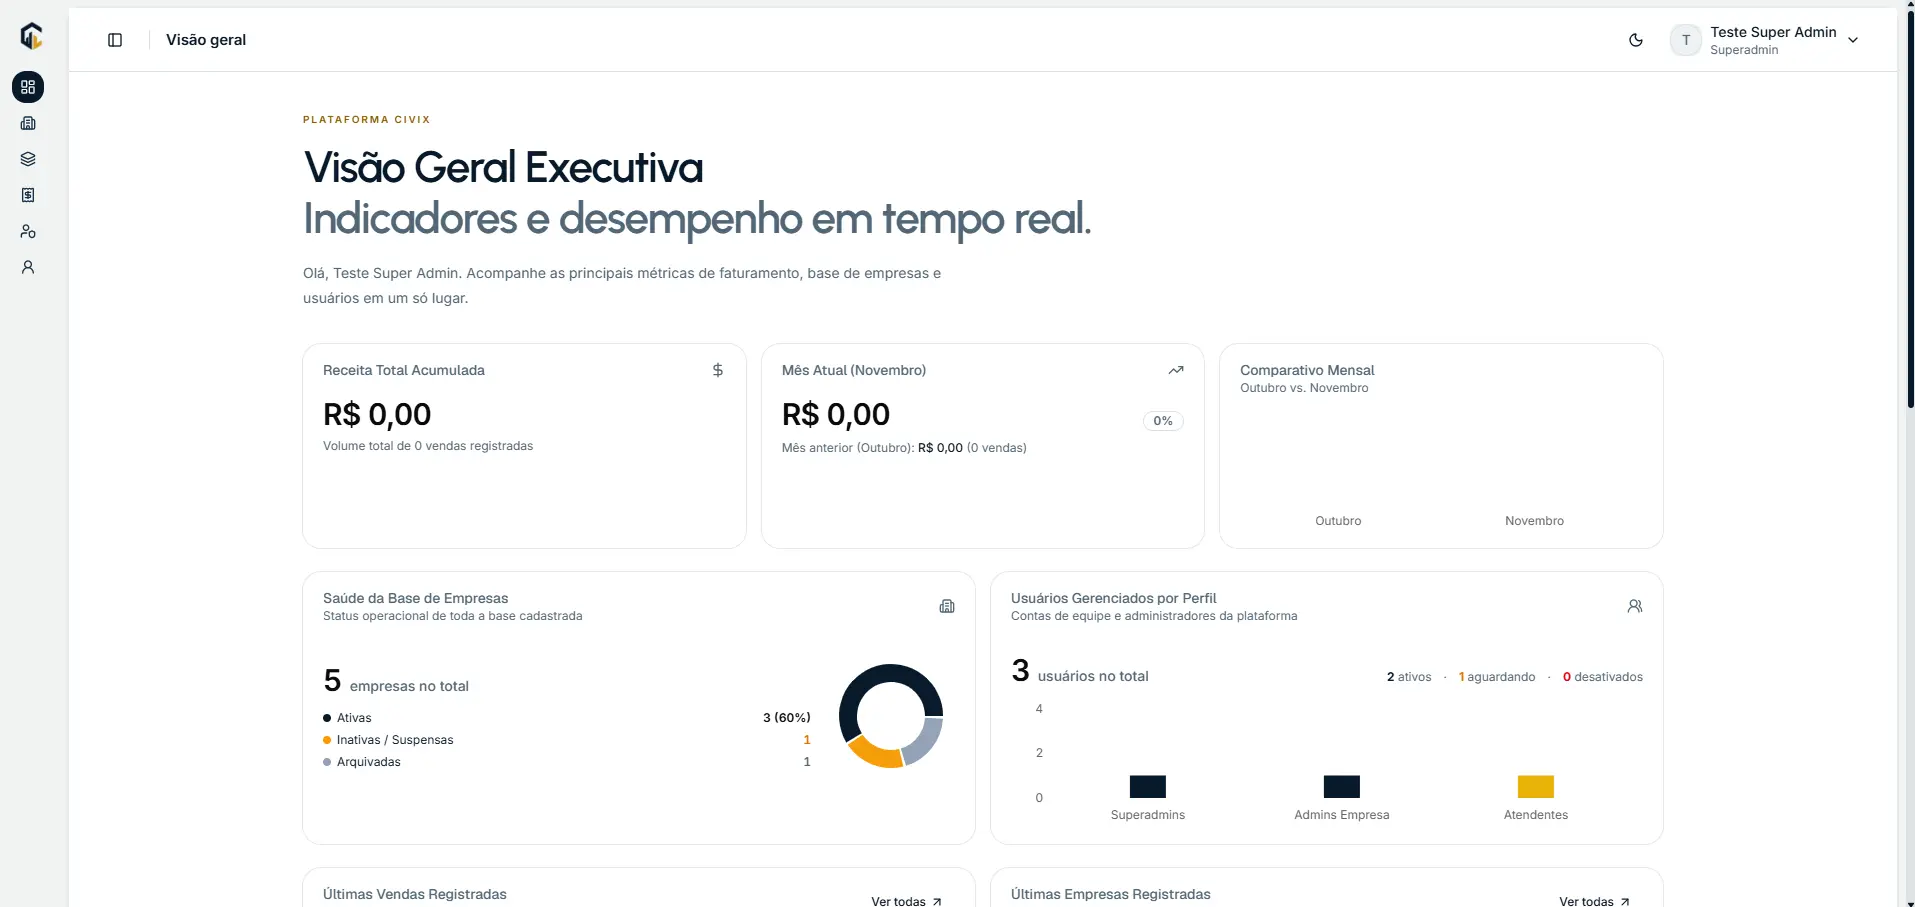 Visão geral
T
Teste Super Admin
Superadmin
PLATAFORMA CIVIX
Visão Geral Executiva
Indicadores e desempenho em tempo real.
Olá, Teste Super Admin. Acompanhe as principais métricas de faturamento, base de empresas e
usuários em um só lugar.
Receita Total Acumulada
R$ 0,00
Volume total de 0 vendas registradas
Mês Atual (Novembro)
R$ 0,00
0%
Mês anterior (Outubro): R$ 0,00 (0 vendas)
Comparativo Mensal
Outubro vs. Novembro
Outubro
Novembro
Saúde da Base de Empresas
Status operacional de toda a base cadastrada
5 empresas no total
Ativas 3 (60%)
Inativas / Suspensas 1
Arquivadas 1
Usuários Gerenciados por Perfil
Contas de equipe e administradores da plataforma
3 usuários no total
2 ativos · 1 aguardando · 0 desativados
4
2
0
Superadmins
Admins Empresa
Atendentes
Últimas Vendas Registradas
Ver todas
Últimas Empresas Registradas
Ver todas